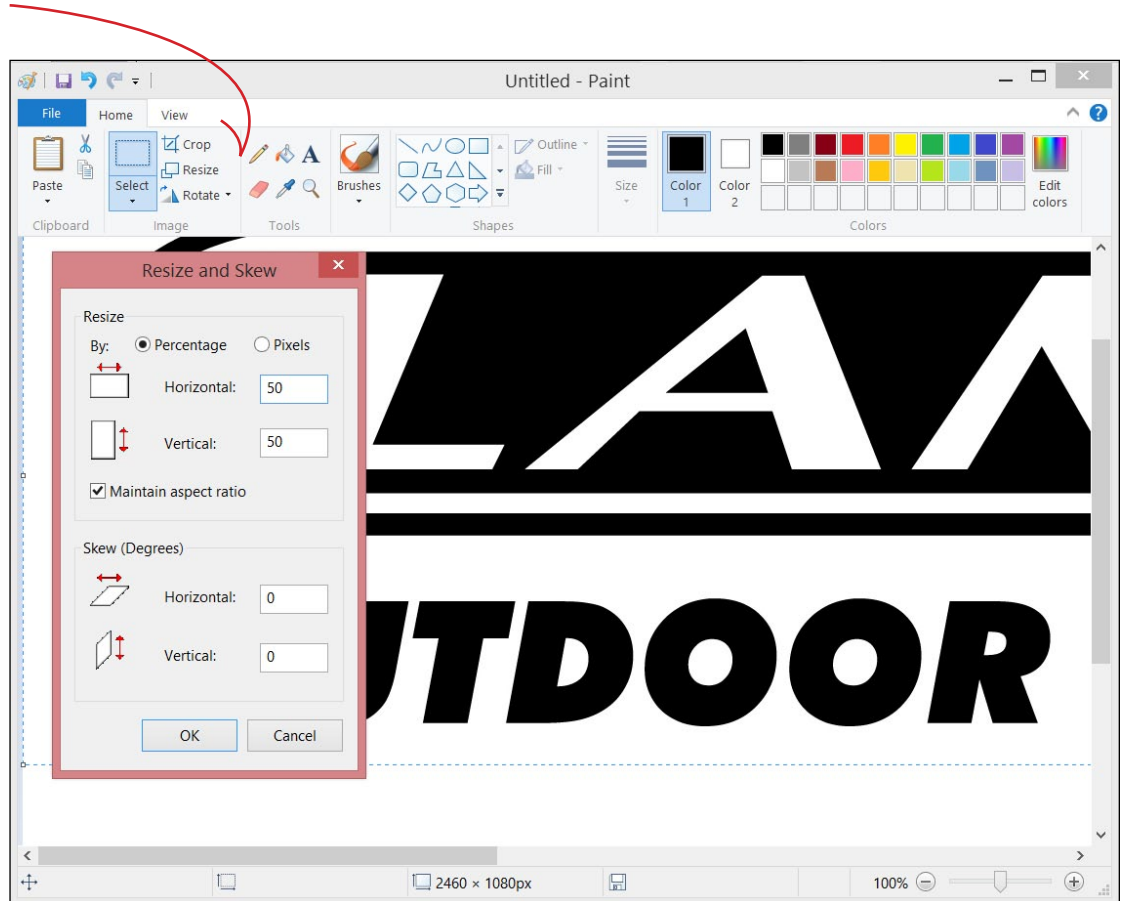 Untitled - Paint
File Home View
Crop Outline
Resize Fill
Paste Select Rotate A Brushes Size Color 1 Color 2 Edit colors
Clipboard Image Tools Shapes Colors
Resize and Skew
Resize
By: Percentage Pixels
Horizontal: 50
Vertical: 50
Maintain aspect ratio
Skew (Degrees)
Horizontal: 0
Vertical: 0
OK Cancel
LA
UTDOOR
2460 × 1080px 100%